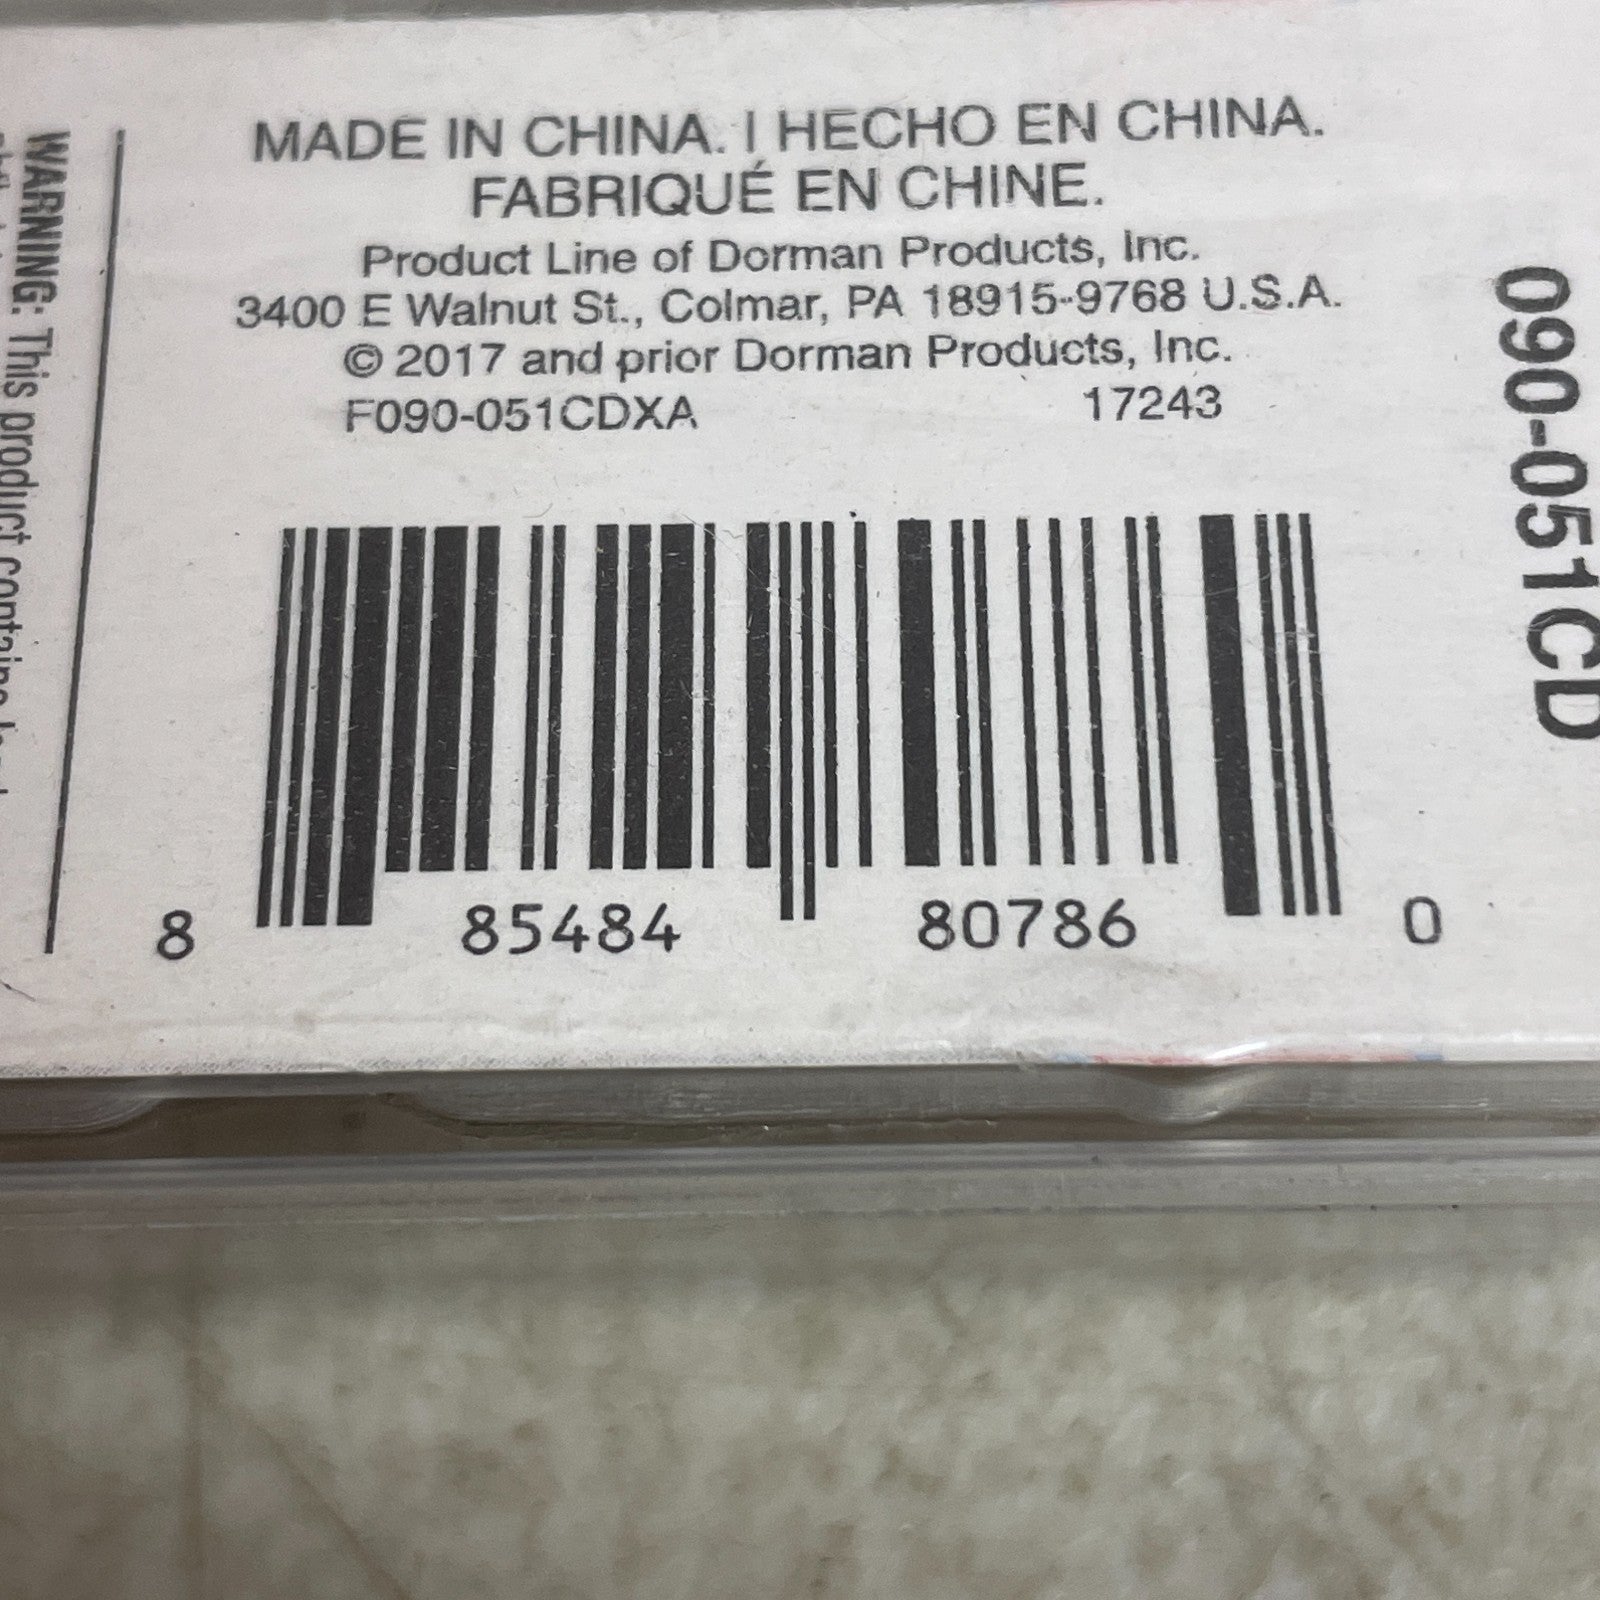 MADE IN CHINA. | HECHO EN CHINA.
FABRIQUÉ EN CHINE.
Product Line of Dorman Products, Inc.
3400 E Walnut St., Colmar, PA 18915-9768 U.S.A.
© 2017 and prior Dorman Products, Inc.
F090-051CDXA 17243
8 85484 80786 0
090-051CD
WARNING: This product contains